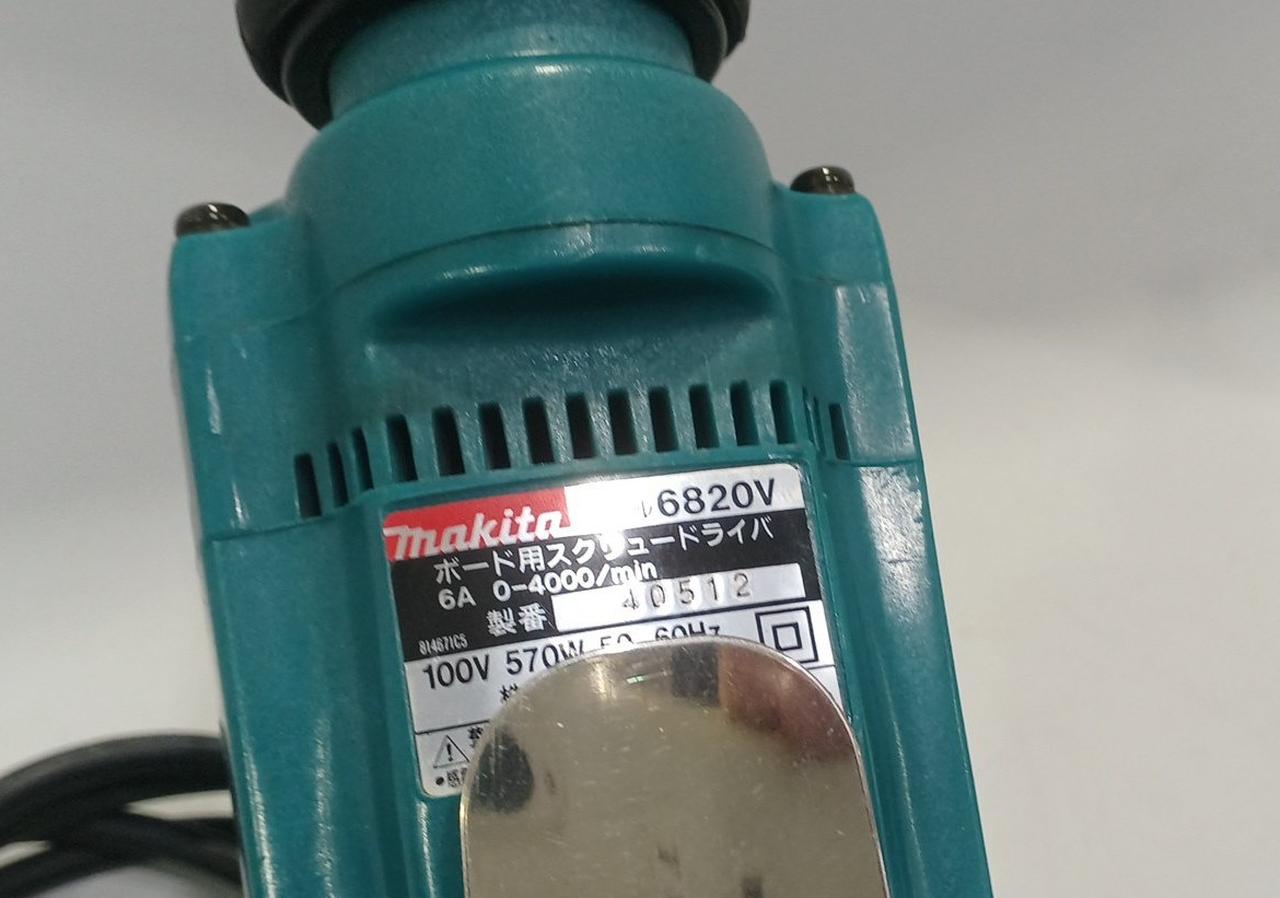 makita
6820V
ボード用スクリュードライバ
6A 0-4000/min
製番 40512
814671C5
100V 570W 50-60Hz
株